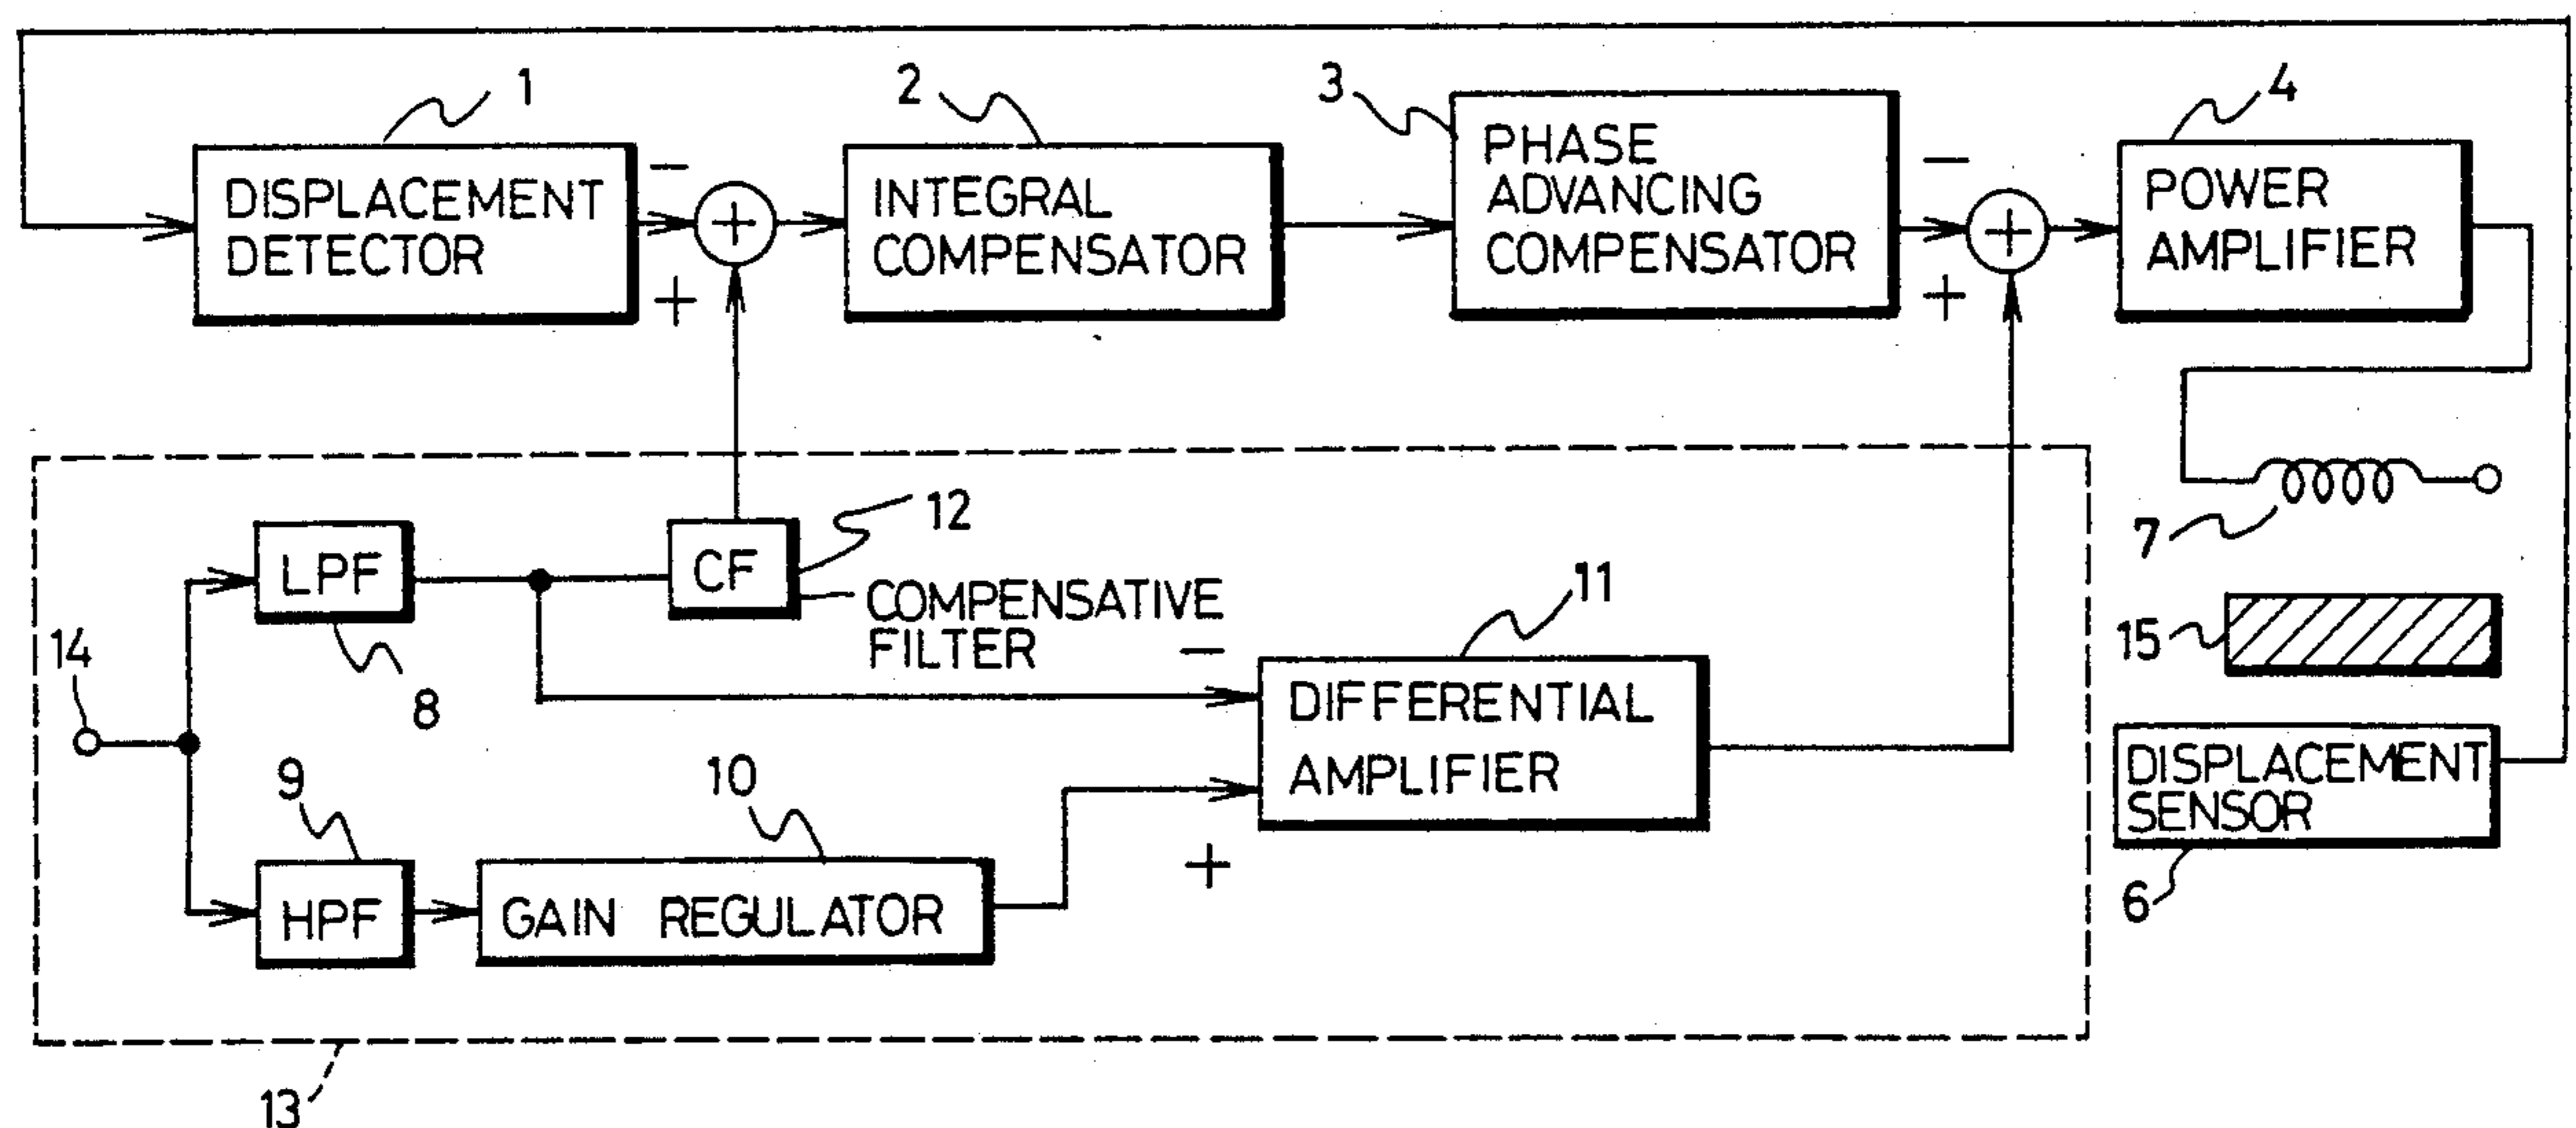 1
2
3
4
DISPLACEMENT
DETECTOR
−
+
+
INTEGRAL
COMPENSATOR
PHASE
ADVANCING
COMPENSATOR
−
+
+
POWER
AMPLIFIER
7
15
DISPLACEMENT
SENSOR
6
14
LPF
8
CF
12
COMPENSATIVE
FILTER
11
−
DIFFERENTIAL
AMPLIFIER
+
9
HPF
10
GAIN REGULATOR
13